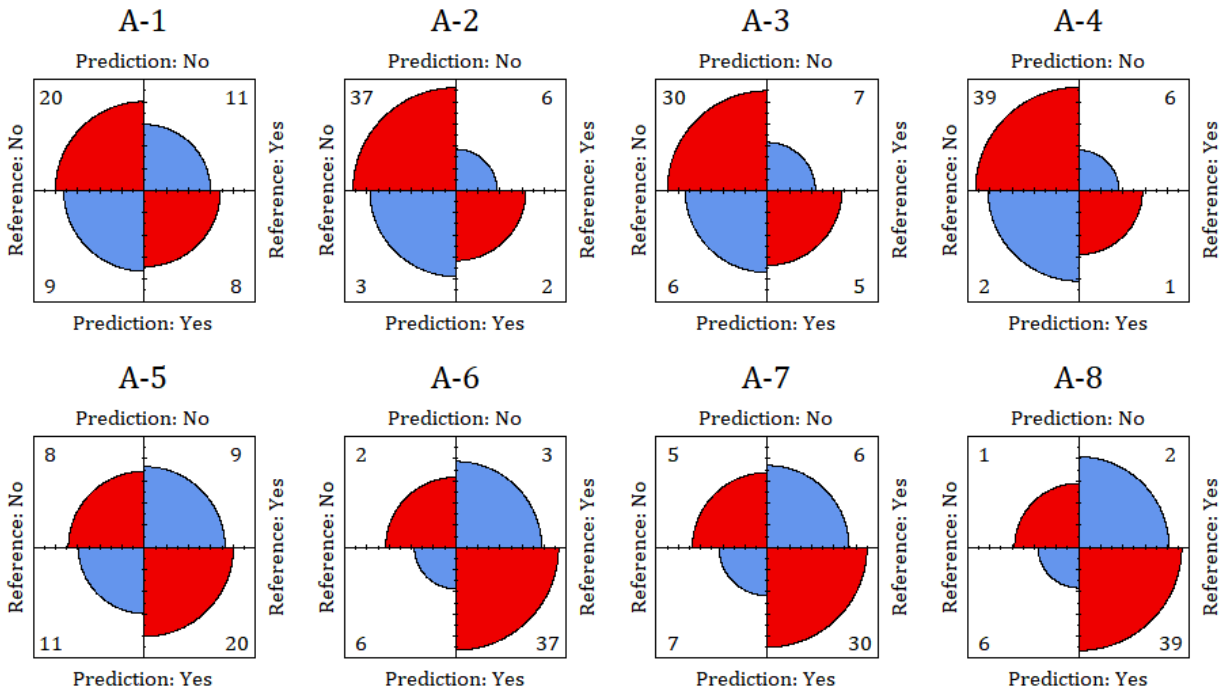 A-1
Prediction: No
20
11
Reference: No
Reference: Yes
9
8
Prediction: Yes
A-2
Prediction: No
37
6
Reference: No
Reference: Yes
3
2
Prediction: Yes
A-3
Prediction: No
30
7
Reference: No
Reference: Yes
6
5
Prediction: Yes
A-4
Prediction: No
39
6
Reference: No
Reference: Yes
2
1
Prediction: Yes
A-5
Prediction: No
8
9
Reference: No
Reference: Yes
11
20
Prediction: Yes
A-6
Prediction: No
2
3
Reference: No
Reference: Yes
6
37
Prediction: Yes
A-7
Prediction: No
5
6
Reference: No
Reference: Yes
7
30
Prediction: Yes
A-8
Prediction: No
1
2
Reference: No
Reference: Yes
6
39
Prediction: Yes